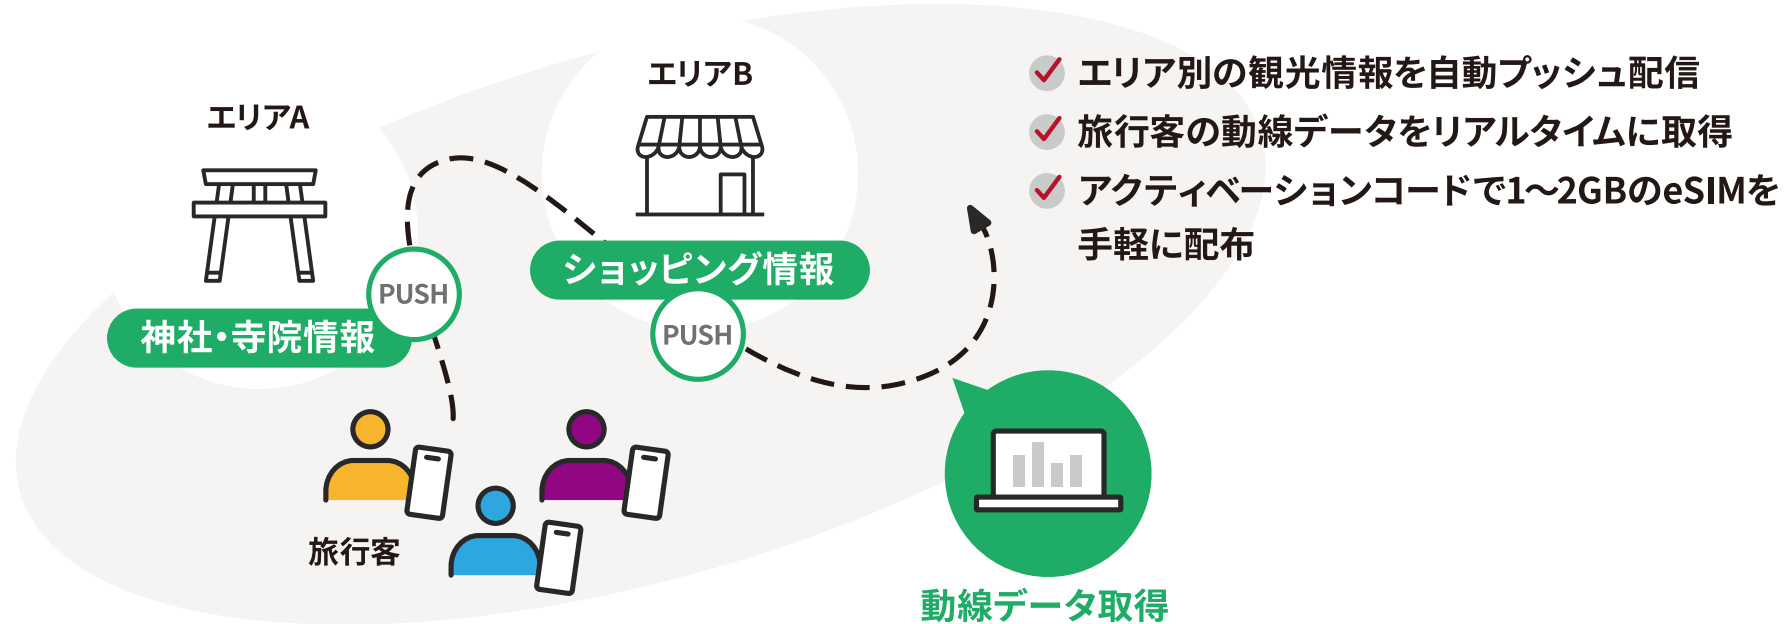 エリアA
エリアB
神社・寺院情報
PUSH
ショッピング情報
PUSH
旅行客
エリア別の観光情報を自動プッシュ配信
旅行客の動線データをリアルタイムに取得
アクティベーションコードで1〜2GBのeSIMを
手軽に配布
動線データ取得